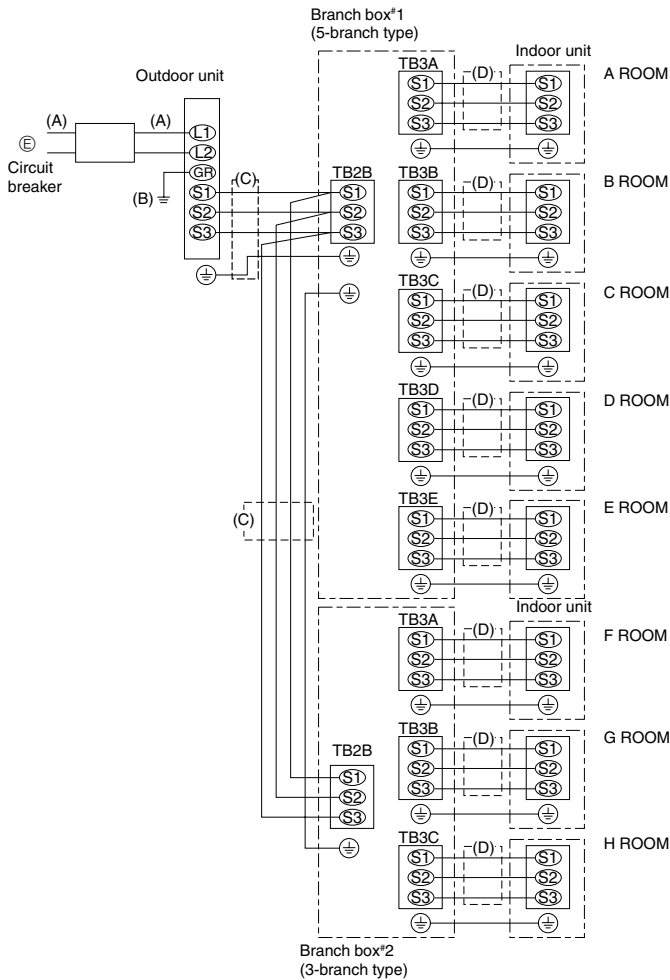 Branch box#1
(5-branch type)
Indoor unit
Outdoor unit
(A) (A)
Ⓔ
Circuit
breaker
(B)
L1
L2
GR
S1
S2
S3
(C)
TB2B
S1
S2
S3
TB3A
S1 (D) S1
S2 S2
S3 S3
A ROOM
TB3B
S1 (D) S1
S2 S2
S3 S3
B ROOM
TB3C
S1 (D) S1
S2 S2
S3 S3
C ROOM
TB3D
S1 (D) S1
S2 S2
S3 S3
D ROOM
TB3E
S1 (D) S1
S2 S2
S3 S3
E ROOM
(C)
Indoor unit
TB3A
S1 (D) S1
S2 S2
S3 S3
F ROOM
TB3B
S1 (D) S1
S2 S2
S3 S3
G ROOM
TB2B
S1
S2
S3
TB3C
S1 (D) S1
S2 S2
S3 S3
H ROOM
Branch box#2
(3-branch type)